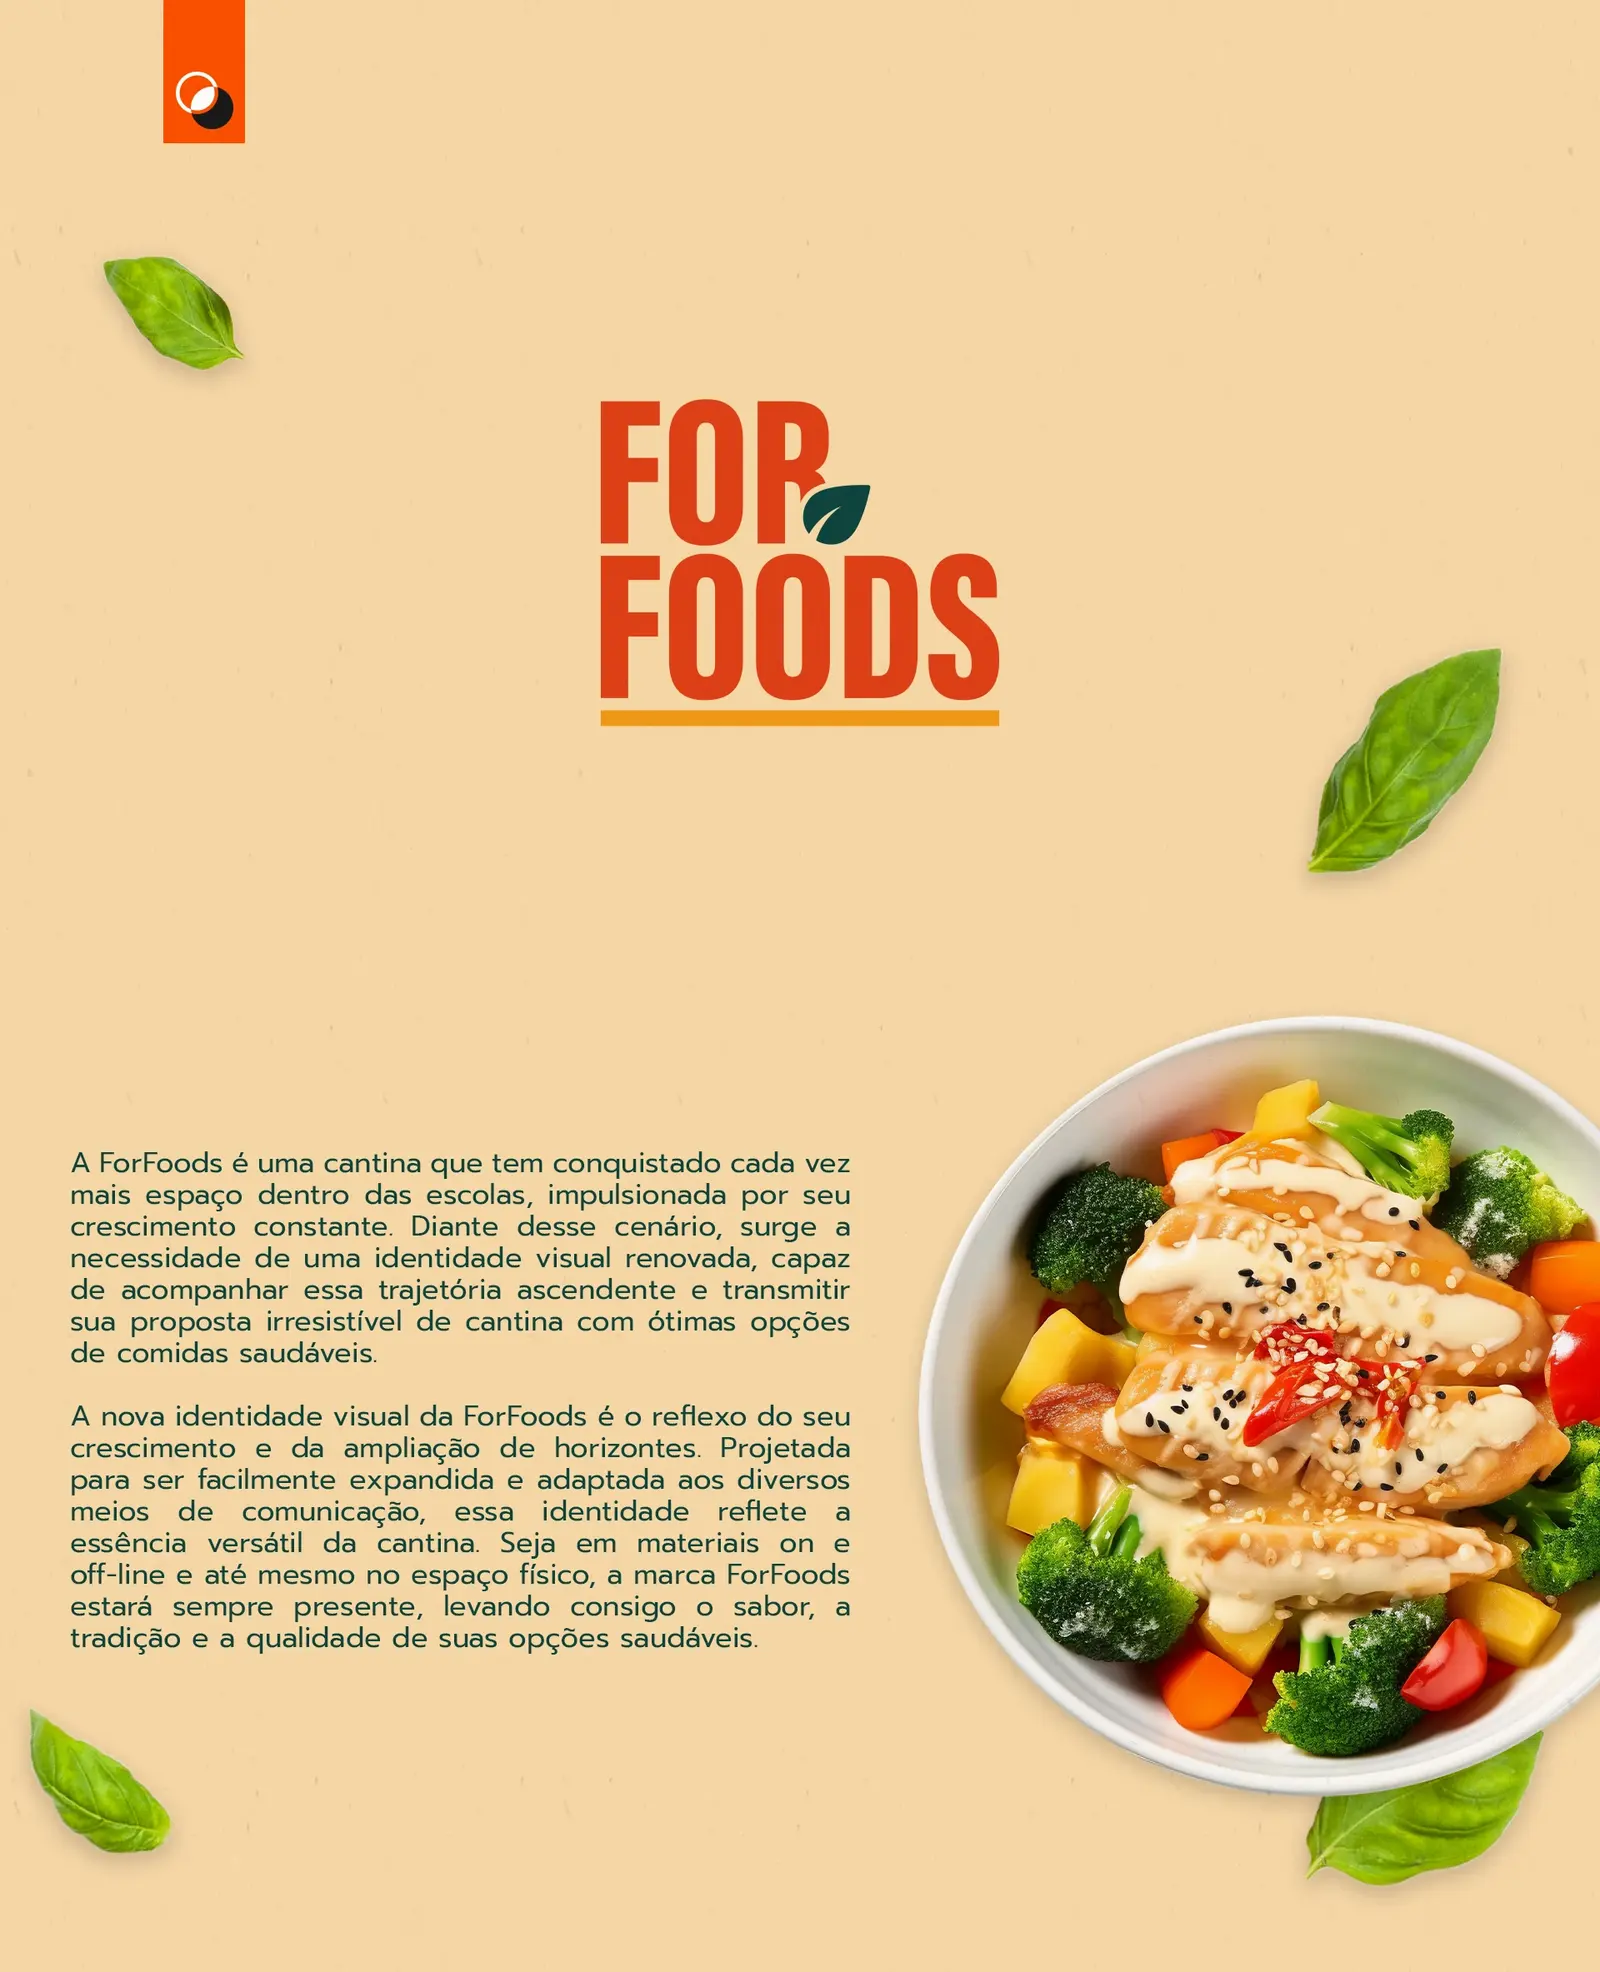 FOR
FOODS
A ForFoods é uma cantina que tem conquistado cada vez
mais espaço dentro das escolas, impulsionada por seu
crescimento constante. Diante desse cenário, surge a
necessidade de uma identidade visual renovada, capaz
de acompanhar essa trajetória ascendente e transmitir
sua proposta irresistível de cantina com ótimas opções
de comidas saudáveis.
A nova identidade visual da ForFoods é o reflexo do seu
crescimento e da ampliação de horizontes. Projetada
para ser facilmente expandida e adaptada aos diversos
meios de comunicação, essa identidade reflete a
essência versátil da cantina. Seja em materiais on e
off-line e até mesmo no espaço físico, a marca ForFoods
estará sempre presente, levando consigo o sabor, a
tradição e a qualidade de suas opções saudáveis.